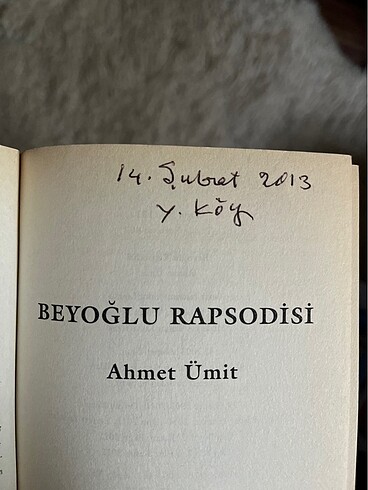 14. Şubat 2013
Y. Köy
BEYOĞLU RAPSODİSİ
Ahmet Ümit